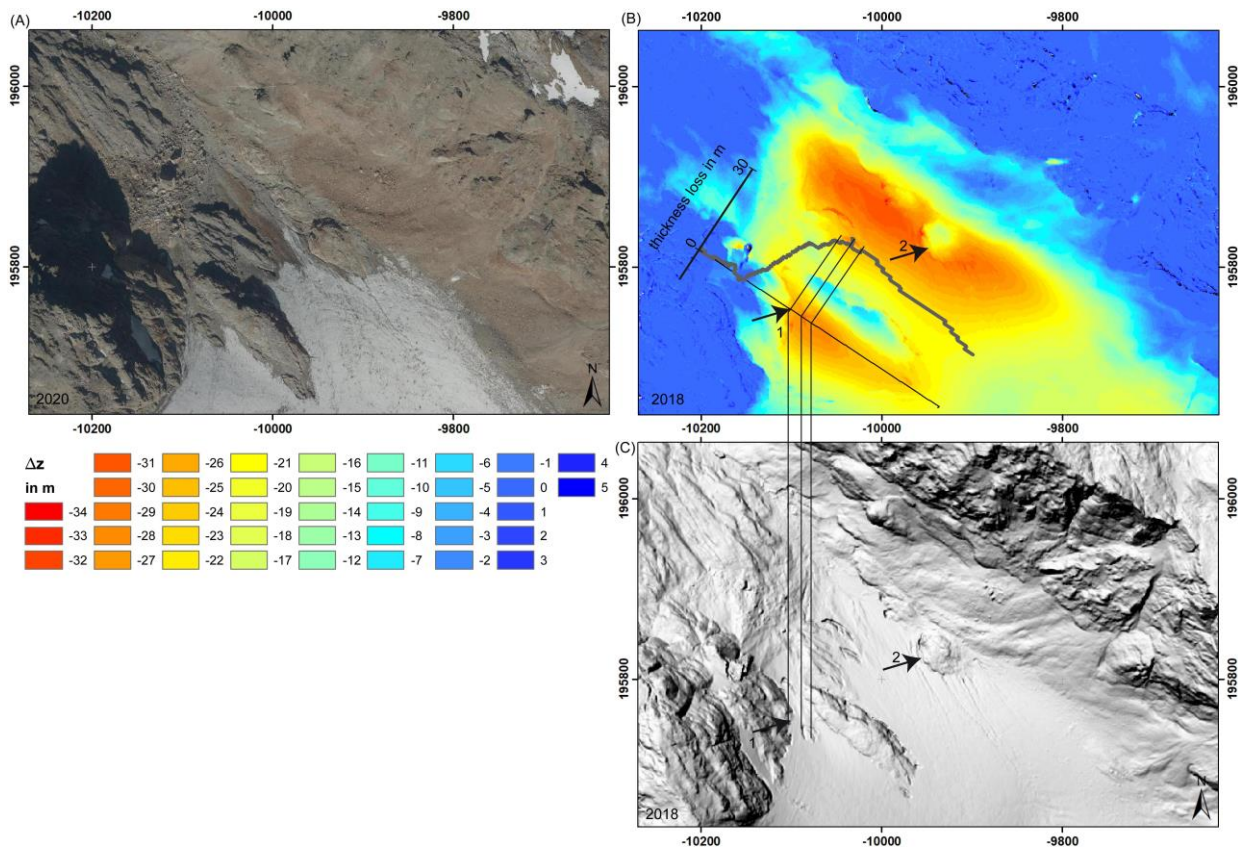 (A)
-10200 -10000 -9800
196000
195800
2020
N
-10200 -10000 -9800
(B)
-10200 -10000 -9800
196000
195800
thickness loss in m
0
30
1
2
2018
N
-10200 -10000 -9800
Δz
in m
-31 -26 -21 -16 -11 -6 -1 4
-30 -25 -20 -15 -10 -5 0 5
-34 -29 -24 -19 -14 -9 -4 1
-33 -28 -23 -18 -13 -8 -3 2
-32 -27 -22 -17 -12 -7 -2 3
(C)
196000
195800
1
2
2018
N
-10200 -10000 -9800